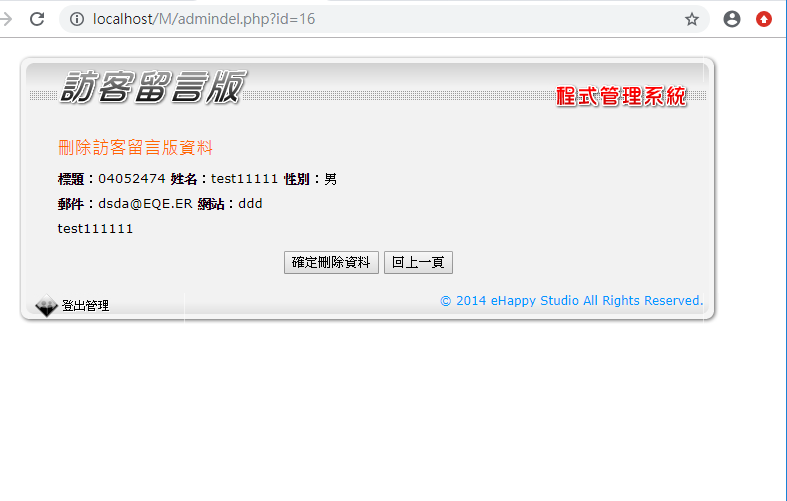 localhost/M/admindel.php?id=16
訪客留言版
程式管理系統
刪除訪客留言版資料
標題：04052474 姓名：test11111 性別：男
郵件：dsda@EQE.ER 網站：ddd
test111111
確定刪除資料 回上一頁
登出管理
© 2014 eHappy Studio All Rights Reserved.